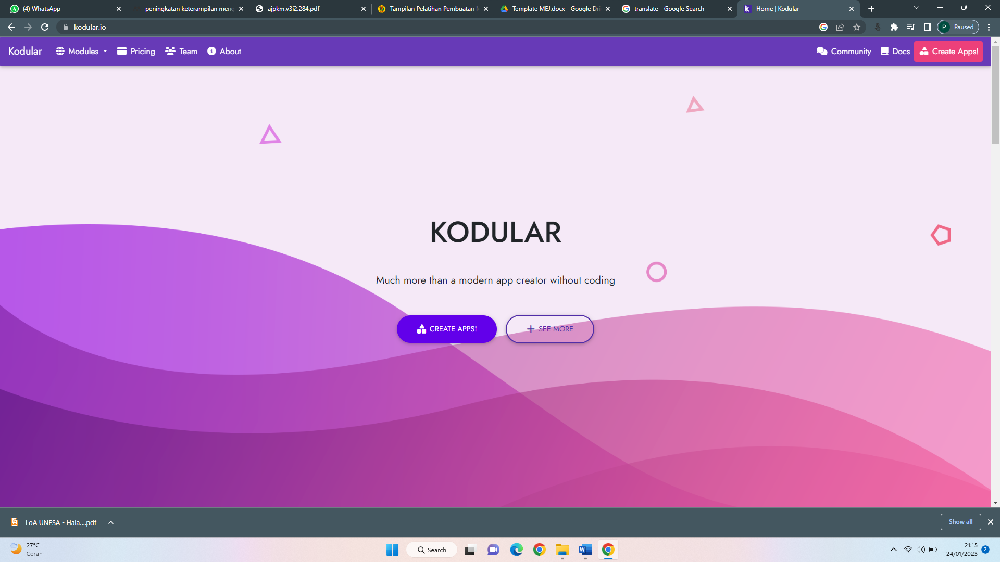 (4) WhatsApp
peningkatan keterampilan meng
ajpkm.v3i2.284.pdf
Tampilan Pelatihan Pembuatan M
Template MEJ.docx - Google Dri
translate - Google Search
Home | Kodular
kodular.io
P Paused
Kodular Modules Pricing Team About Community Docs Create Apps!
KODULAR
Much more than a modern app creator without coding
CREATE APPS! SEE MORE
LoA UNESA - Hala....pdf
Show all
27°C
Cerah
Search
21:15
24/01/2023
2